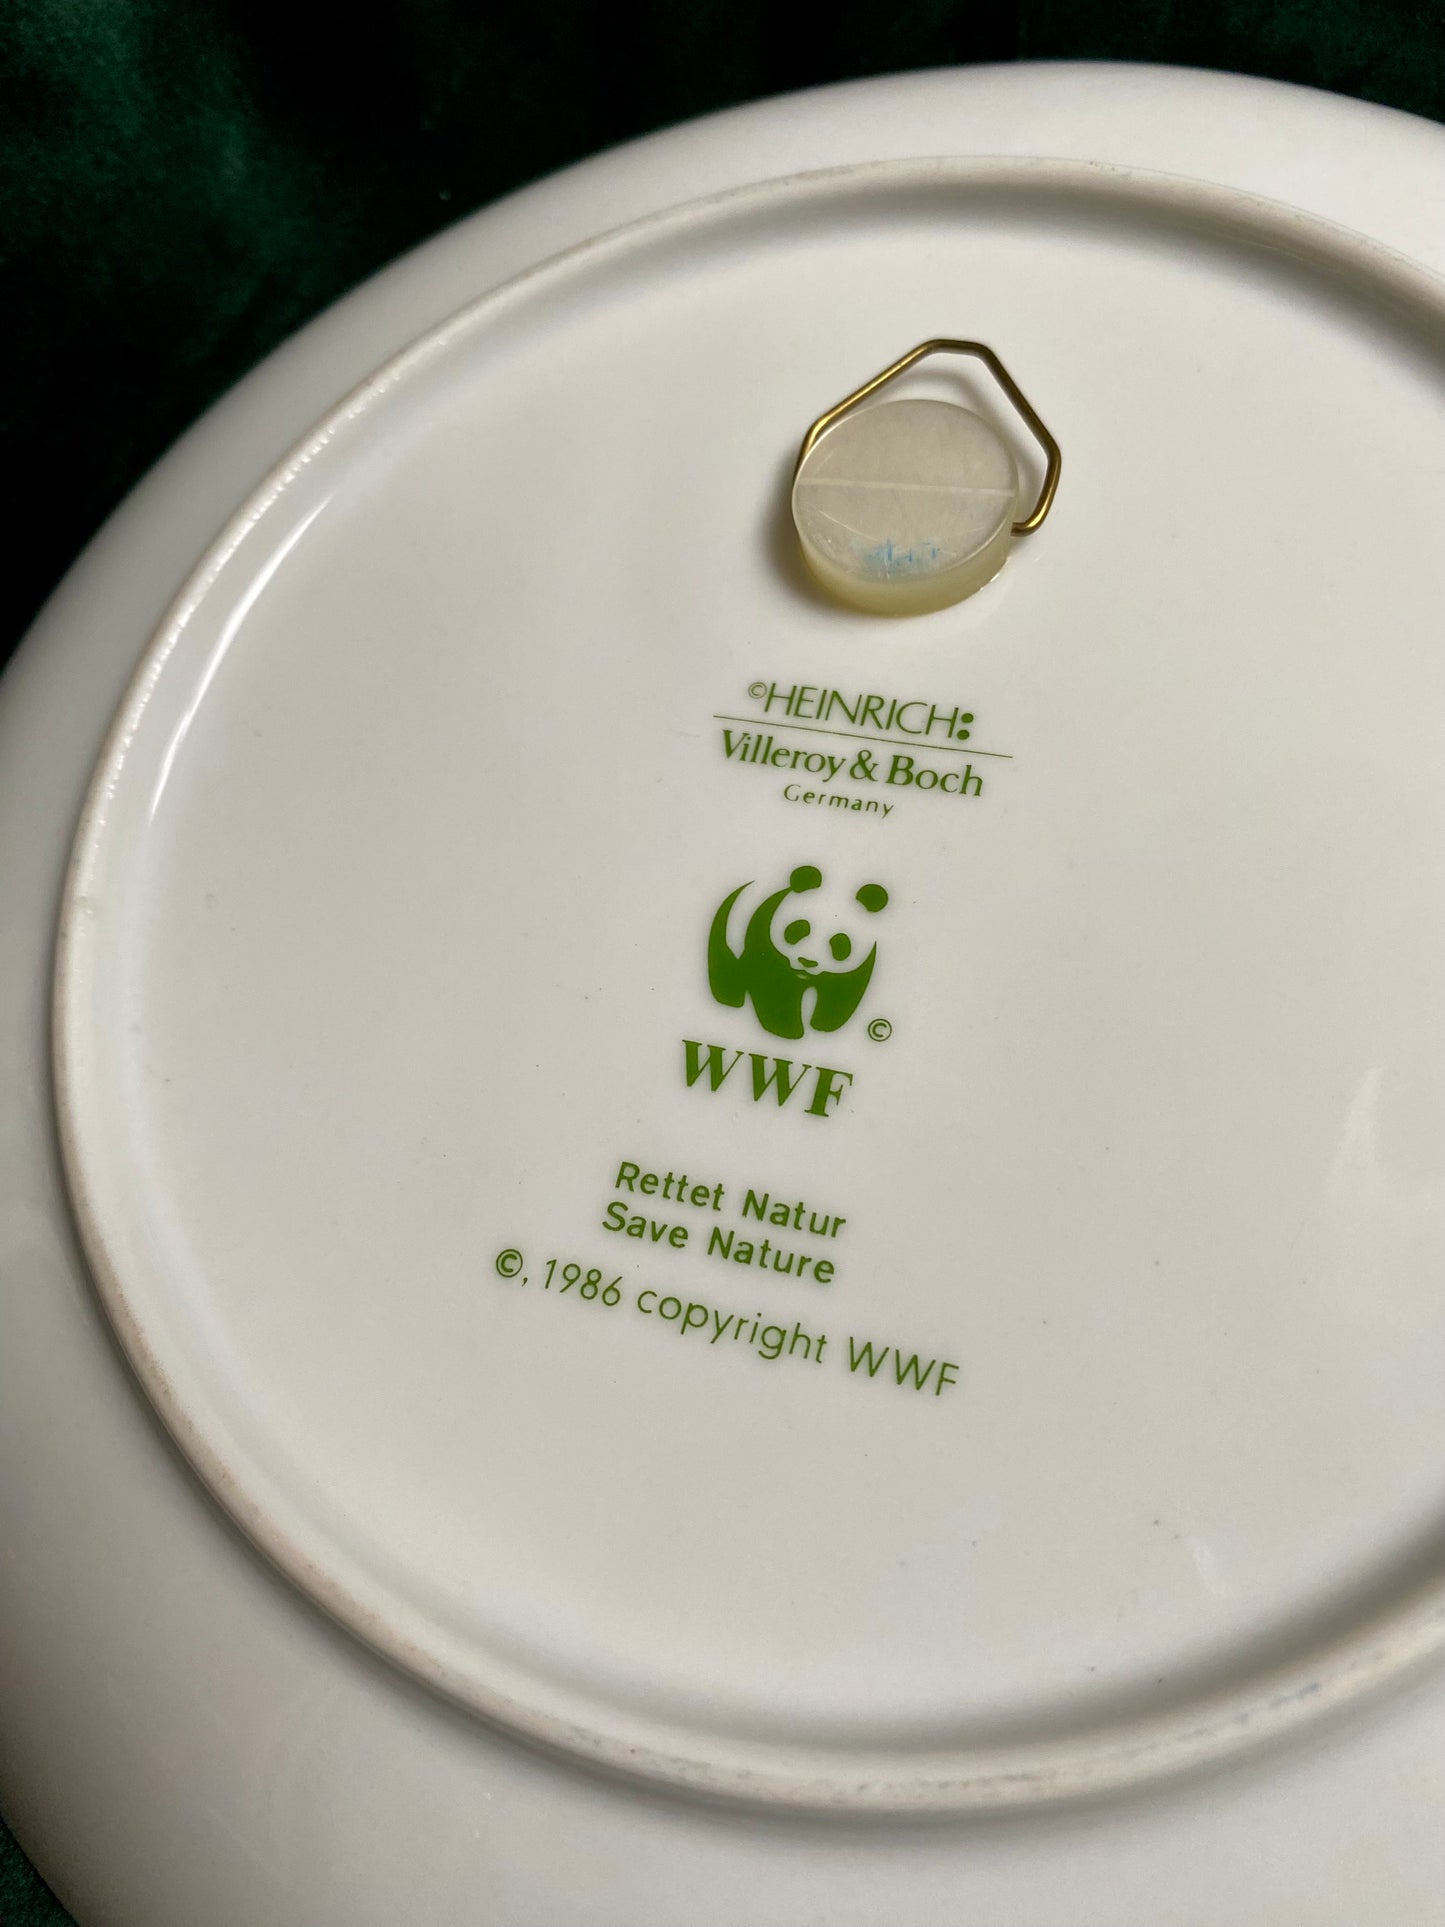 ©HEINRICH:
Villeroy & Boch
Germany
©
WWF
Rettet Natur
Save Nature
©, 1986 copyright WWF